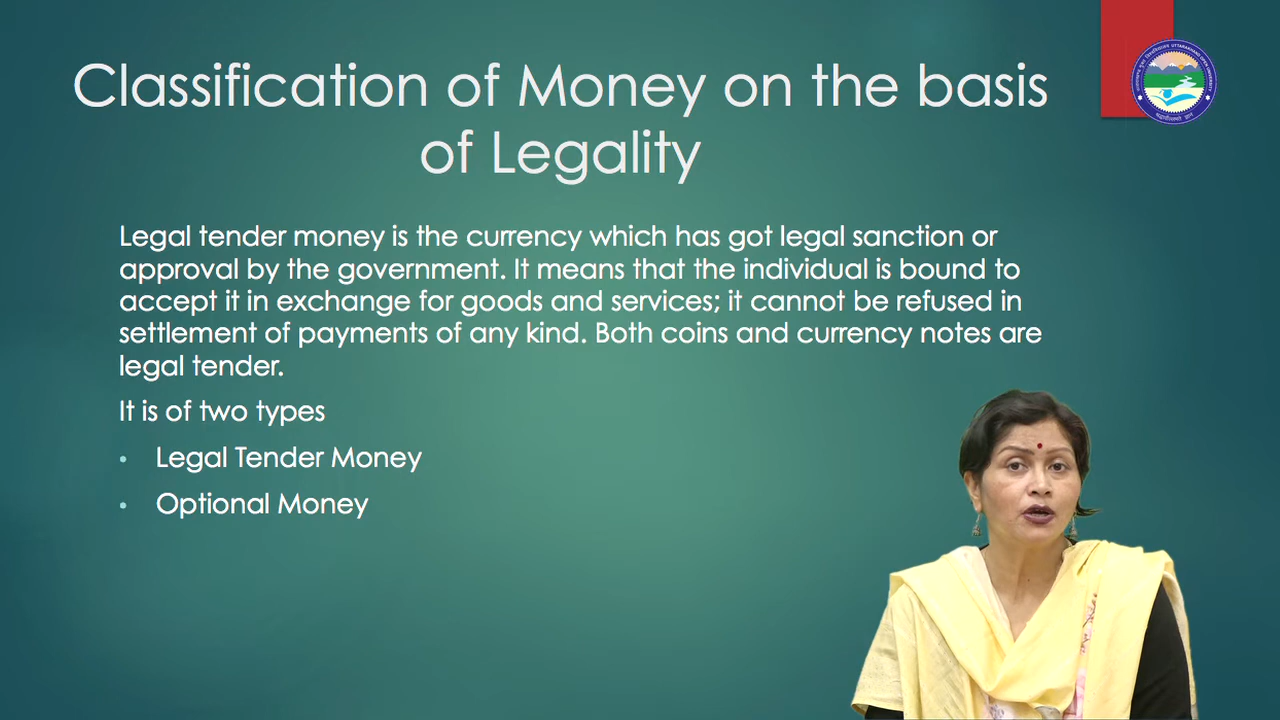 Classification of Money on the basis
of Legality
UTTARAKHAND OPEN UNIVERSITY
Legal tender money is the currency which has got legal sanction or
approval by the government. It means that the individual is bound to
accept it in exchange for goods and services; it cannot be refused in
settlement of payments of any kind. Both coins and currency notes are
legal tender.
It is of two types
• Legal Tender Money
• Optional Money